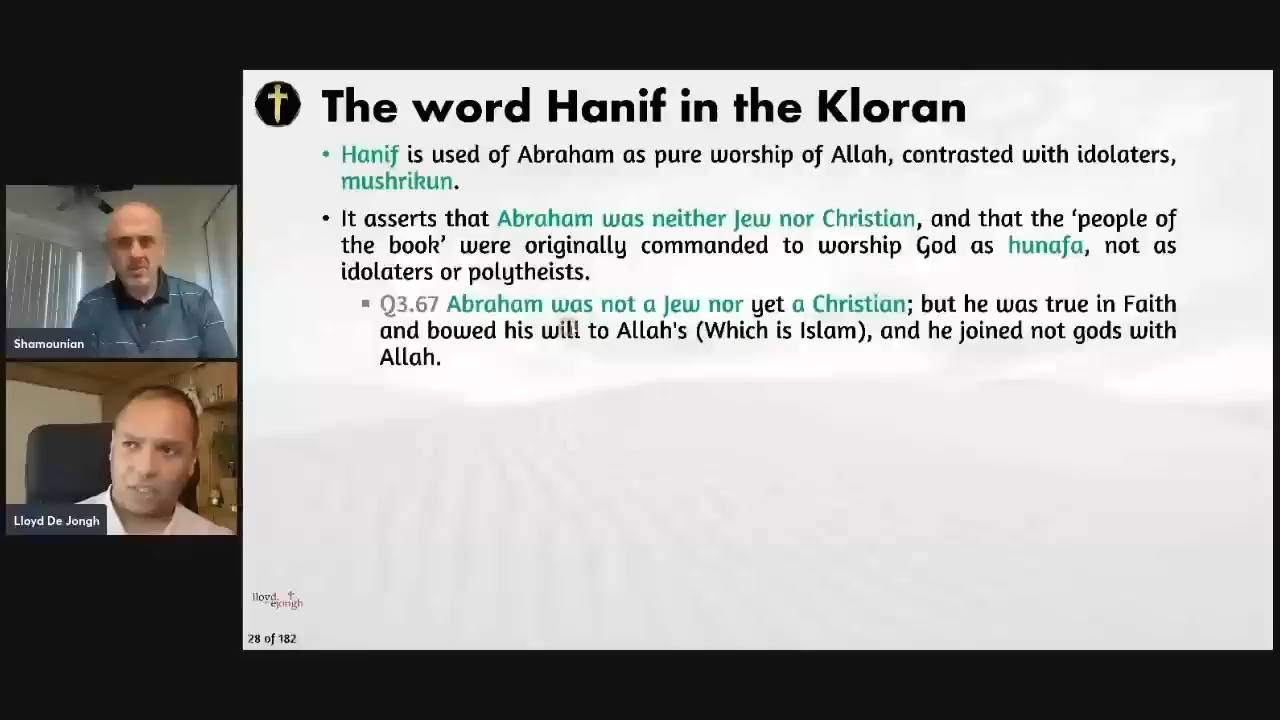 The word Hanif in the Kloran
• Hanif is used of Abraham as pure worship of Allah, contrasted with idolaters,
mushrikun.
• It asserts that Abraham was neither Jew nor Christian, and that the ‘people of
the book’ were originally commanded to worship God as hunafa, not as
idolaters or polytheists.
▪ Q3.67 Abraham was not a Jew nor yet a Christian; but he was true in Faith
and bowed his will to Allah's (Which is Islam), and he joined not gods with
Allah.
Shamounian
Lloyd De Jongh
lloyd
ejongh
28 of 182